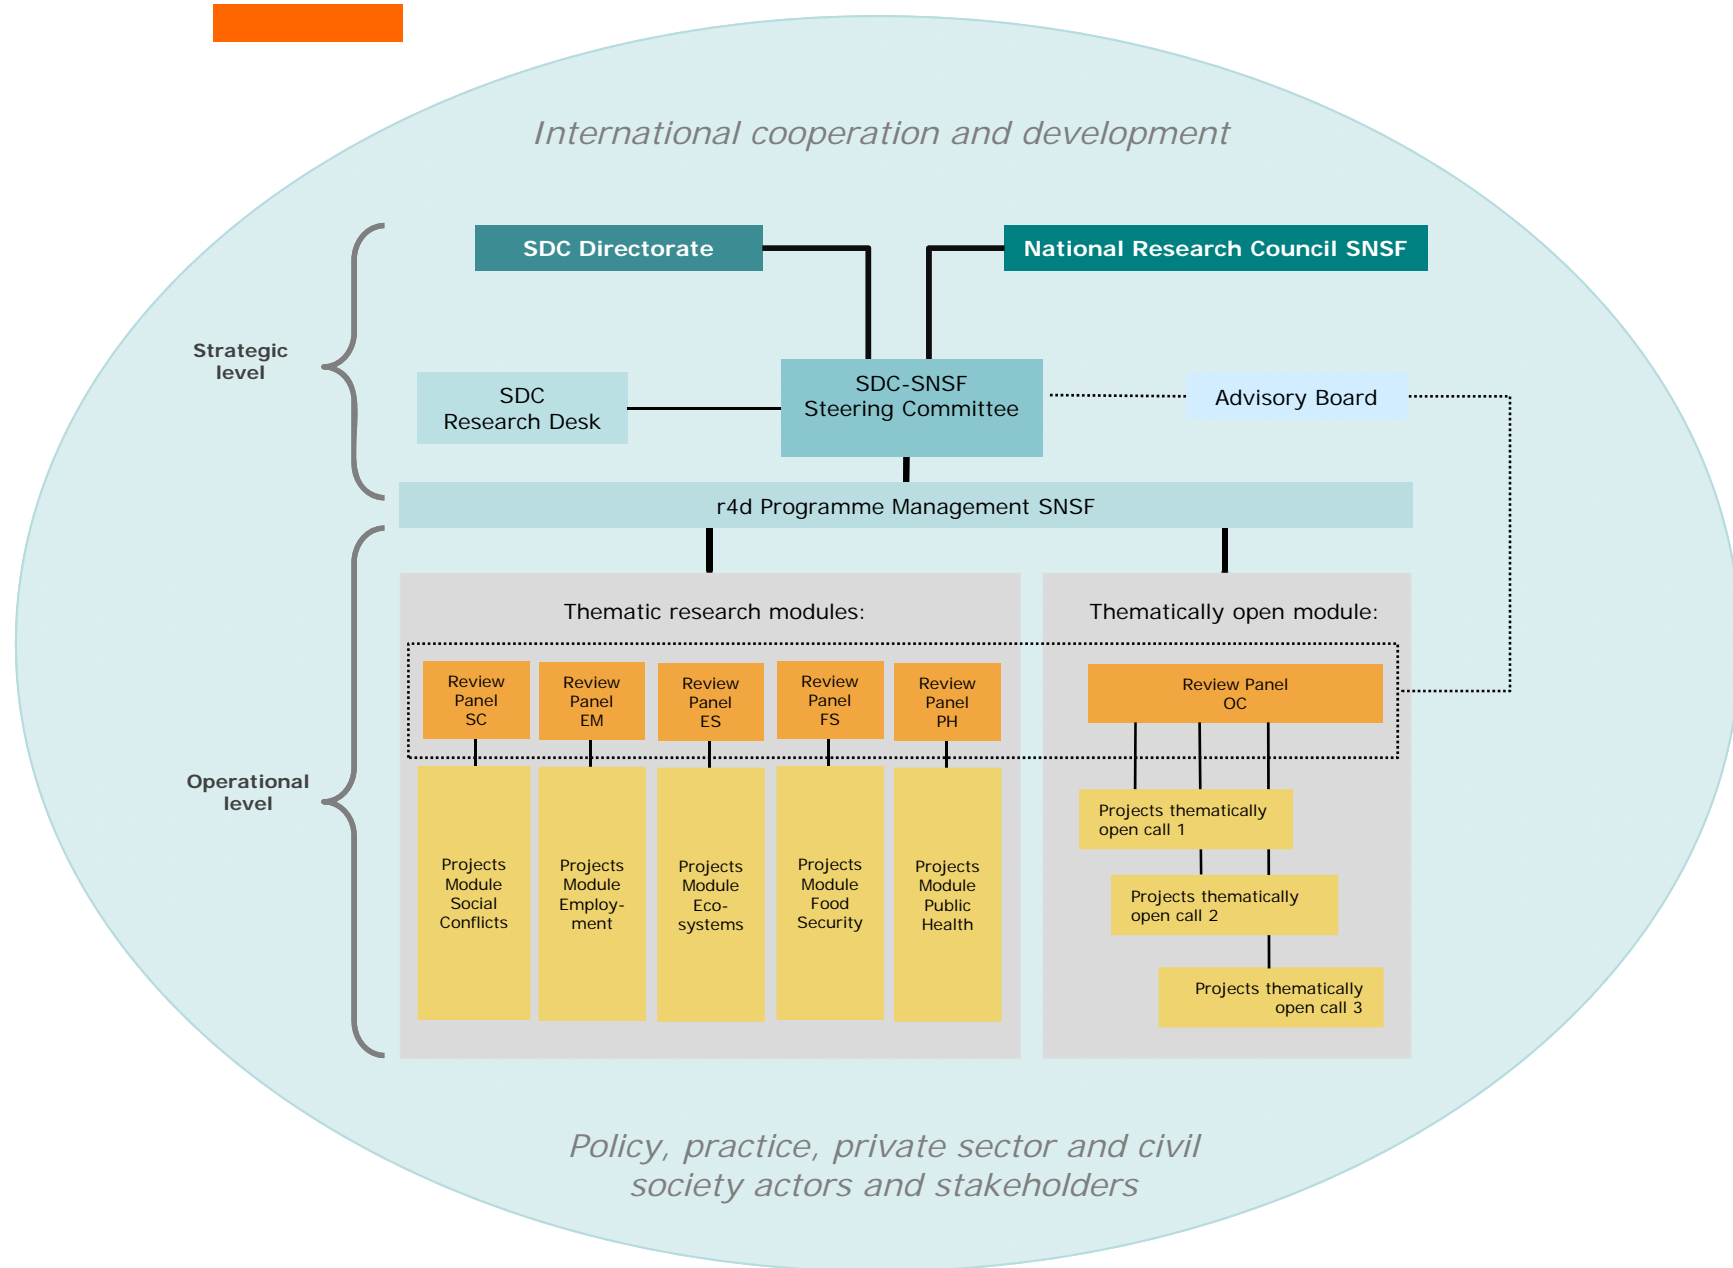 International cooperation and development
SDC Directorate
National Research Council SNSF
Strategic
level
SDC
Research Desk
SDC-SNSF
Steering Committee
Advisory Board
r4d Programme Management SNSF
Thematic research modules:
Thematically open module:
Review
Panel
SC
Review
Panel
EM
Review
Panel
ES
Review
Panel
FS
Review
Panel
PH
Review Panel
OC
Operational
level
Projects
Module
Social
Conflicts
Projects
Module
Employ-
ment
Projects
Module
Eco-
systems
Projects
Module
Food
Security
Projects
Module
Public
Health
Projects thematically
open call 1
Projects thematically
open call 2
Projects thematically
open call 3
Policy, practice, private sector and civil
society actors and stakeholders